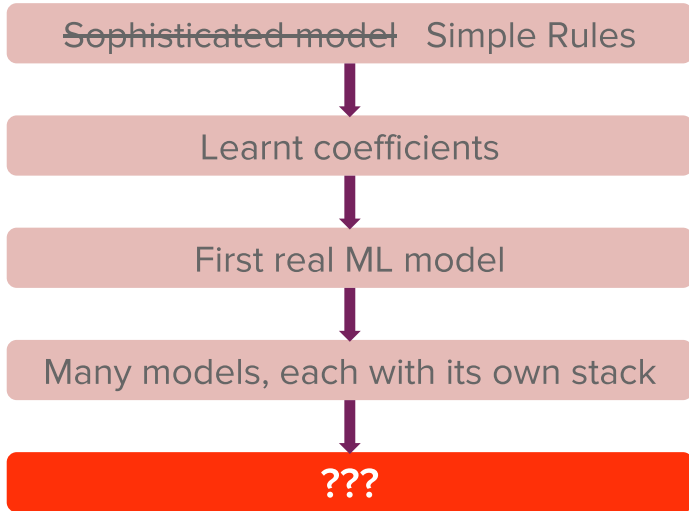 Sophisticated model Simple Rules
Learnt coefficients
First real ML model
Many models, each with its own stack
???